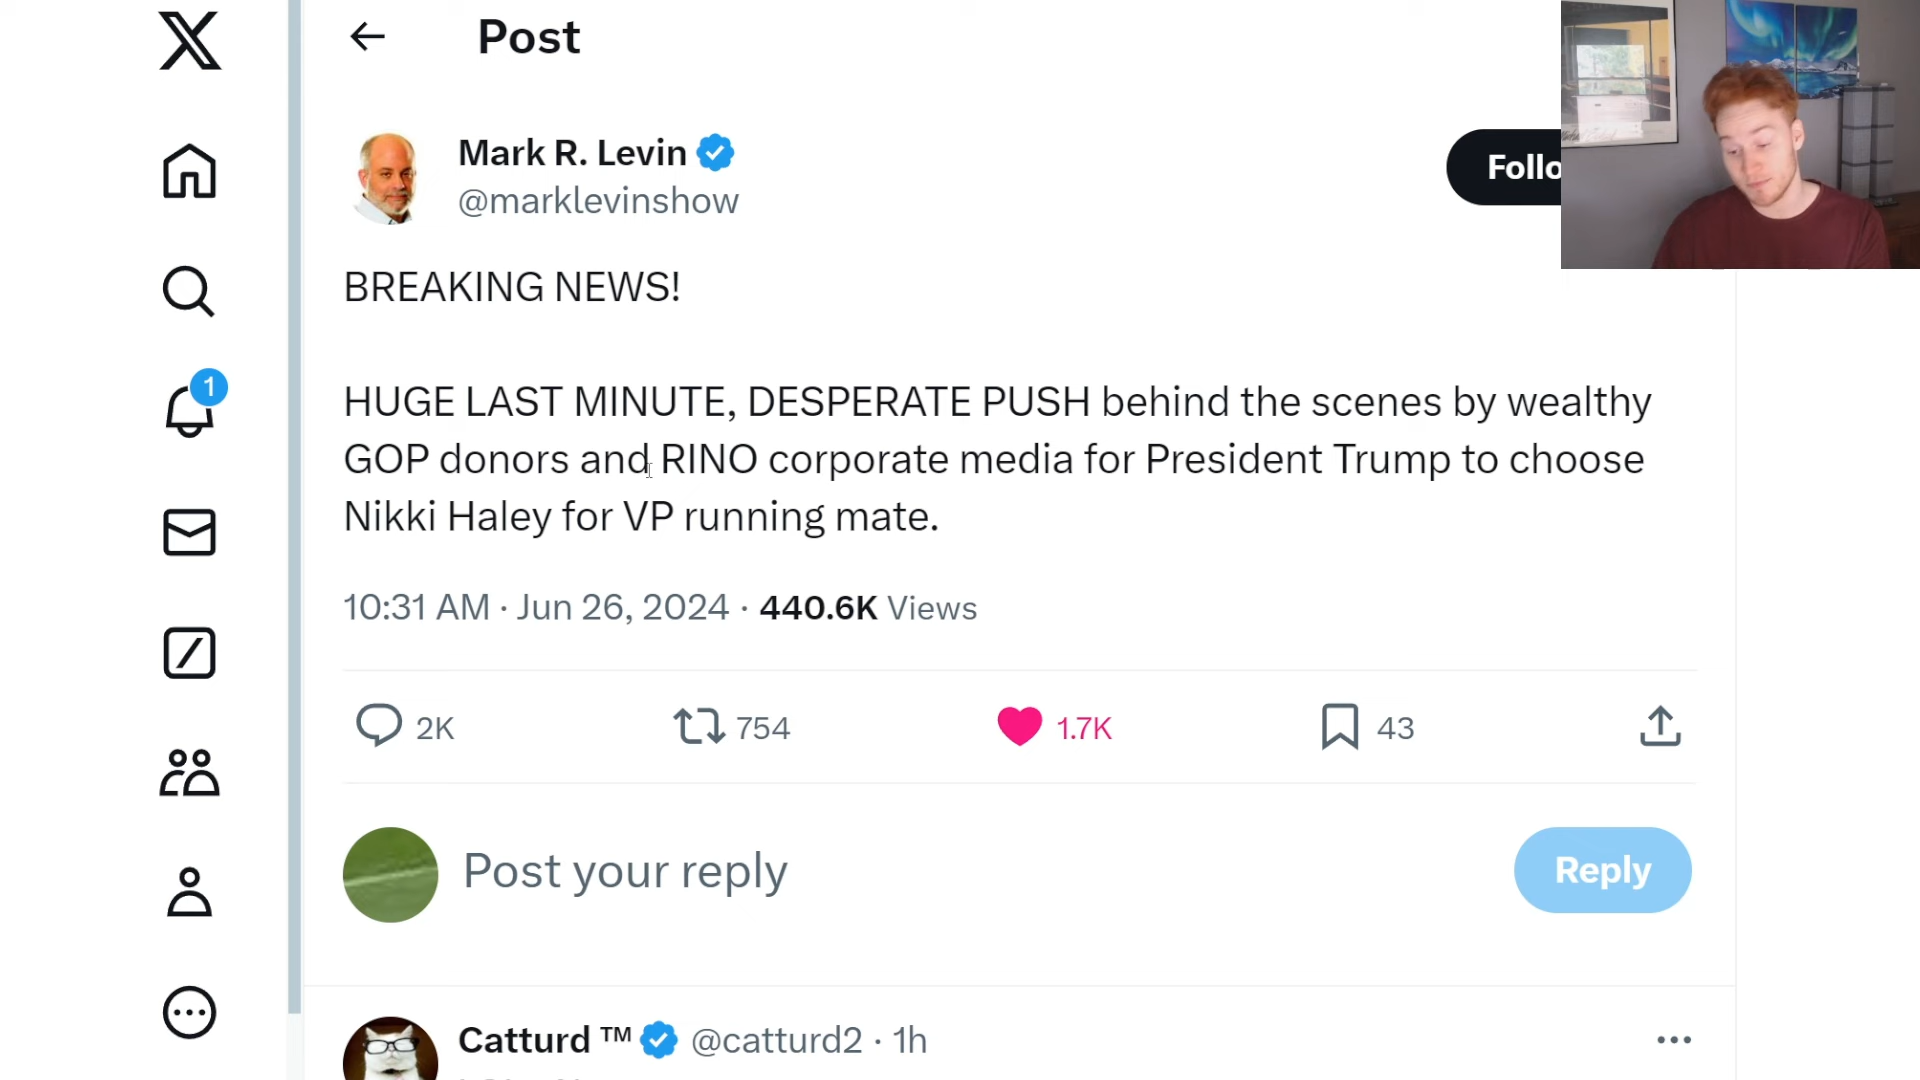 Post
Mark R. Levin
@marklevinshow
Follo
BREAKING NEWS!
HUGE LAST MINUTE, DESPERATE PUSH behind the scenes by wealthy
GOP donors and RINO corporate media for President Trump to choose
Nikki Haley for VP running mate.
10:31 AM · Jun 26, 2024 · 440.6K Views
1
2K 754 1.7K 43
Post your reply
Reply
Catturd ™ @catturd2 · 1h